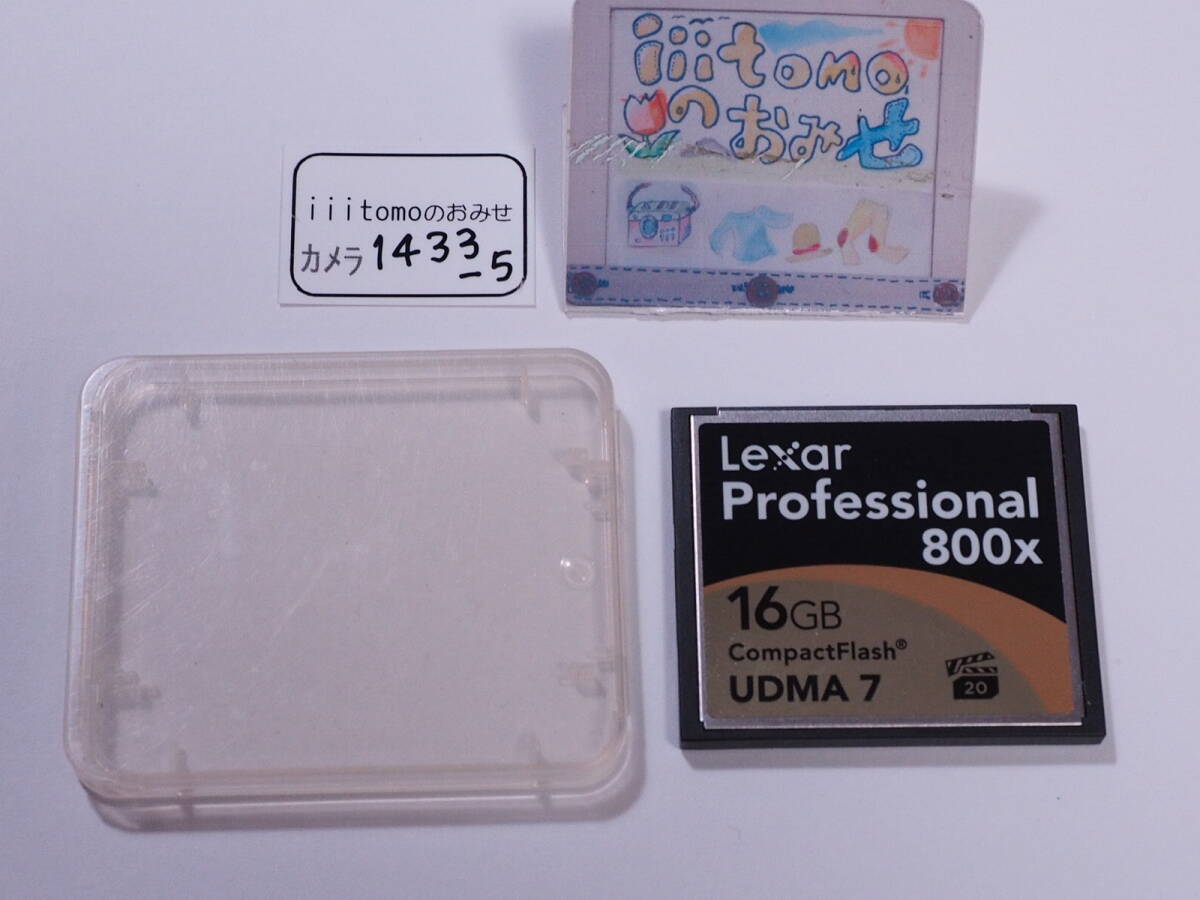 iiitomo
の おみせ
iiitomoのおみせ
カメラ 1433
-5
Lexar
Professional
800x
16GB
CompactFlash®
UDMA 7
20